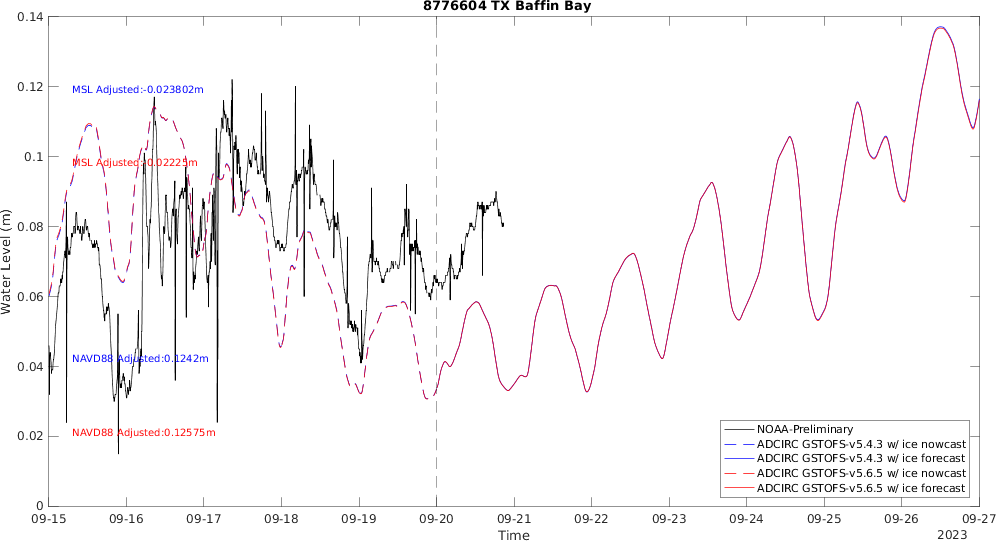 8776604 TX Baffin Bay
0.14
0.12
0.1
0.08
0.06
0.04
0.02
0
Water Level (m)
MSL Adjusted:-0.023802m
MSL Adjusted:-0.02225m
NAVD88 Adjusted:0.1242m
NAVD88 Adjusted:0.12575m
NOAA-Preliminary
ADCIRC GSTOFS-v5.4.3 w/ ice nowcast
ADCIRC GSTOFS-v5.4.3 w/ ice forecast
ADCIRC GSTOFS-v5.6.5 w/ ice nowcast
ADCIRC GSTOFS-v5.6.5 w/ ice forecast
09-15 09-16 09-17 09-18 09-19 09-20 09-21 09-22 09-23 09-24 09-25 09-26 09-27
Time
2023